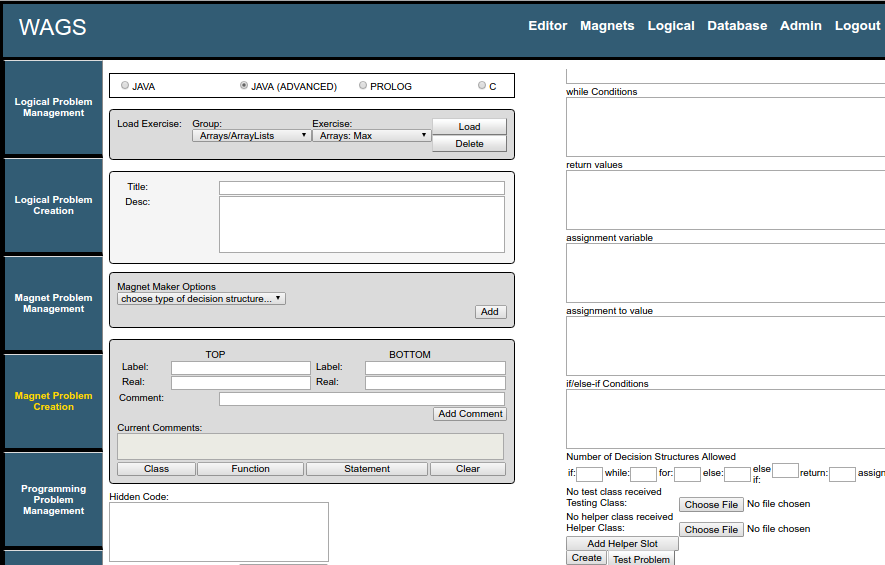 WAGS
Editor Magnets Logical Database Admin Logout
Logical Problem
Management
Logical Problem
Creation
Magnet Problem
Management
Magnet Problem
Creation
Programming
Problem
Management
JAVA JAVA (ADVANCED) PROLOG C
Load Exercise: Group: Exercise:
Arrays/ArrayLists Arrays: Max
Load
Delete
Title:
Desc:
Magnet Maker Options
choose type of decision structure...
Add
TOP BOTTOM
Label: Label:
Real: Real:
Comment:
Add Comment
Current Comments:
Class Function Statement Clear
Hidden Code:
while Conditions
return values
assignment variable
assignment to value
if/else-if Conditions
Number of Decision Structures Allowed
if: while: for: else: else if: return: assign
No test class received
Testing Class: Choose File No file chosen
No helper class received
Helper Class: Choose File No file chosen
Add Helper Slot
Create Test Problem